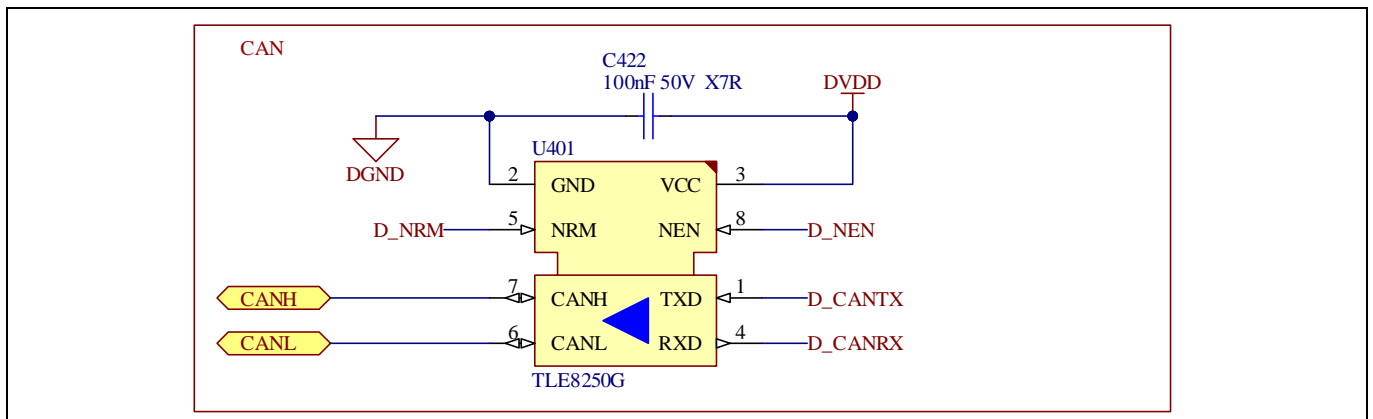 CAN
C422
100nF 50V X7R
DVDD
DGND
U401
2 GND VCC 3
D_NRM 5 NRM NEN 8 D_NEN
CANH 7 CANH TXD 1 D_CANTX
CANL 6 CANL RXD 4 D_CANRX
TLE8250G